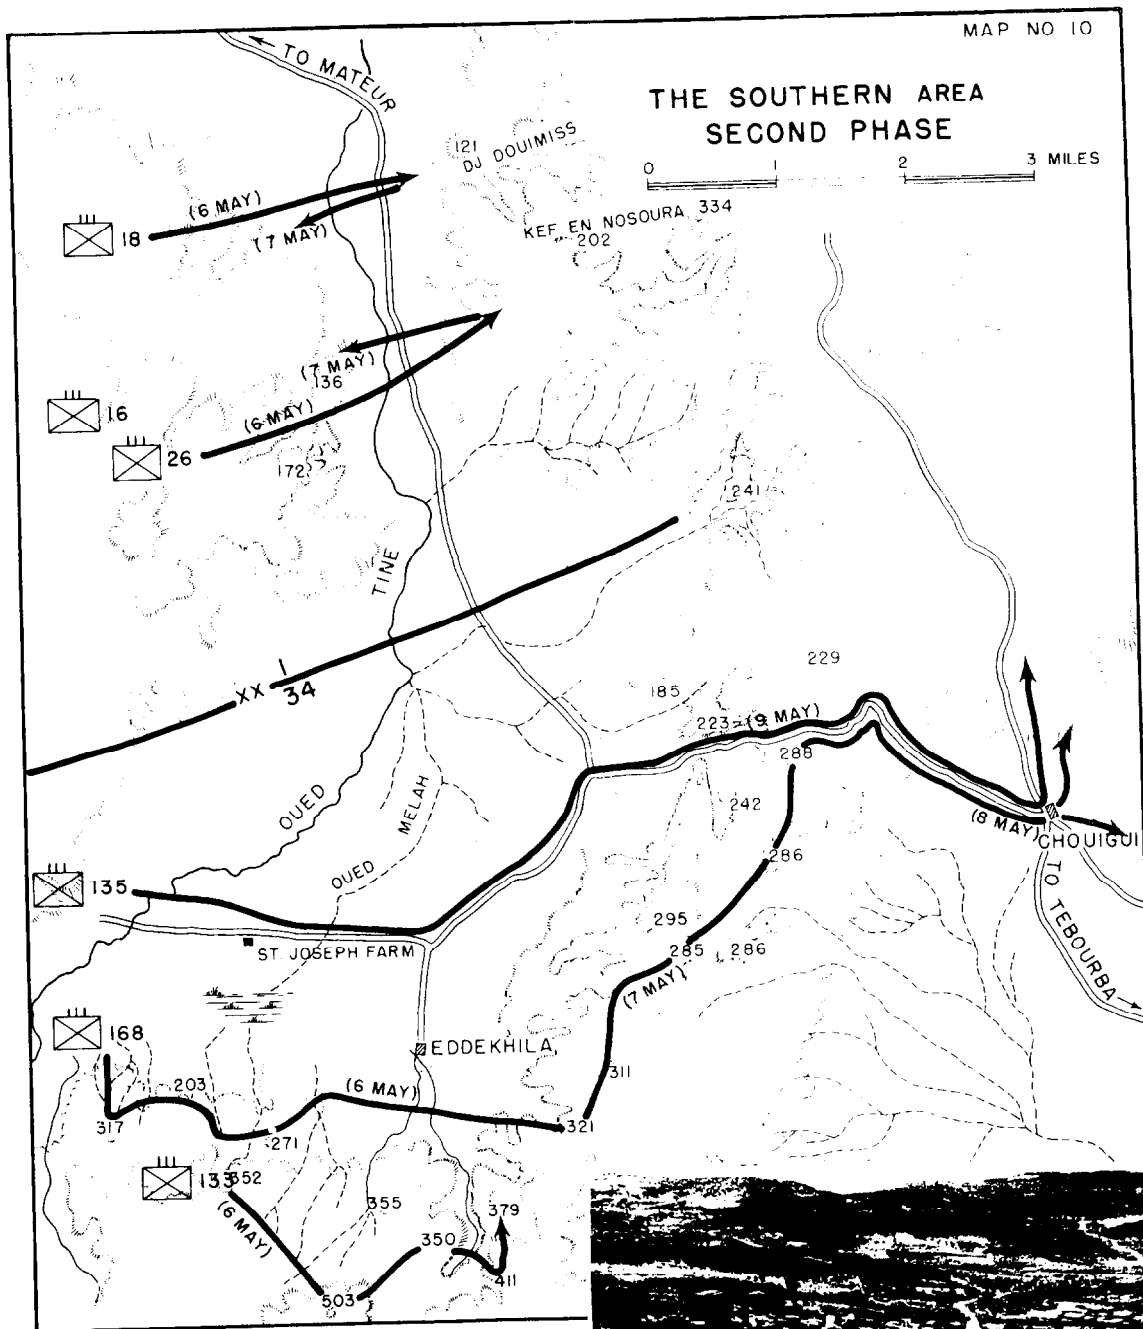 MAP NO 10
THE SOUTHERN AREA
SECOND PHASE
0 1 2 3 MILES
← TO MATEUR
121
DJ DOUIMISS
KEF EN NOSOURA 334
202
(6 MAY)
18
(7 MAY)
(7 MAY)
136
16
(6 MAY)
26
172
241
TINE
1
XX
34
229
185
223
(9 MAY)
288
242
OUED
MELAH
OUED
(8 MAY)
CHOUIGUI
286
135
295
ST. JOSEPH FARM
285
286
TO TEBOURBA →
(7 MAY)
168
EDDEKHILA
311
203
(6 MAY)
317
271
321
133
352
(6 MAY)
355
379
350
411
503